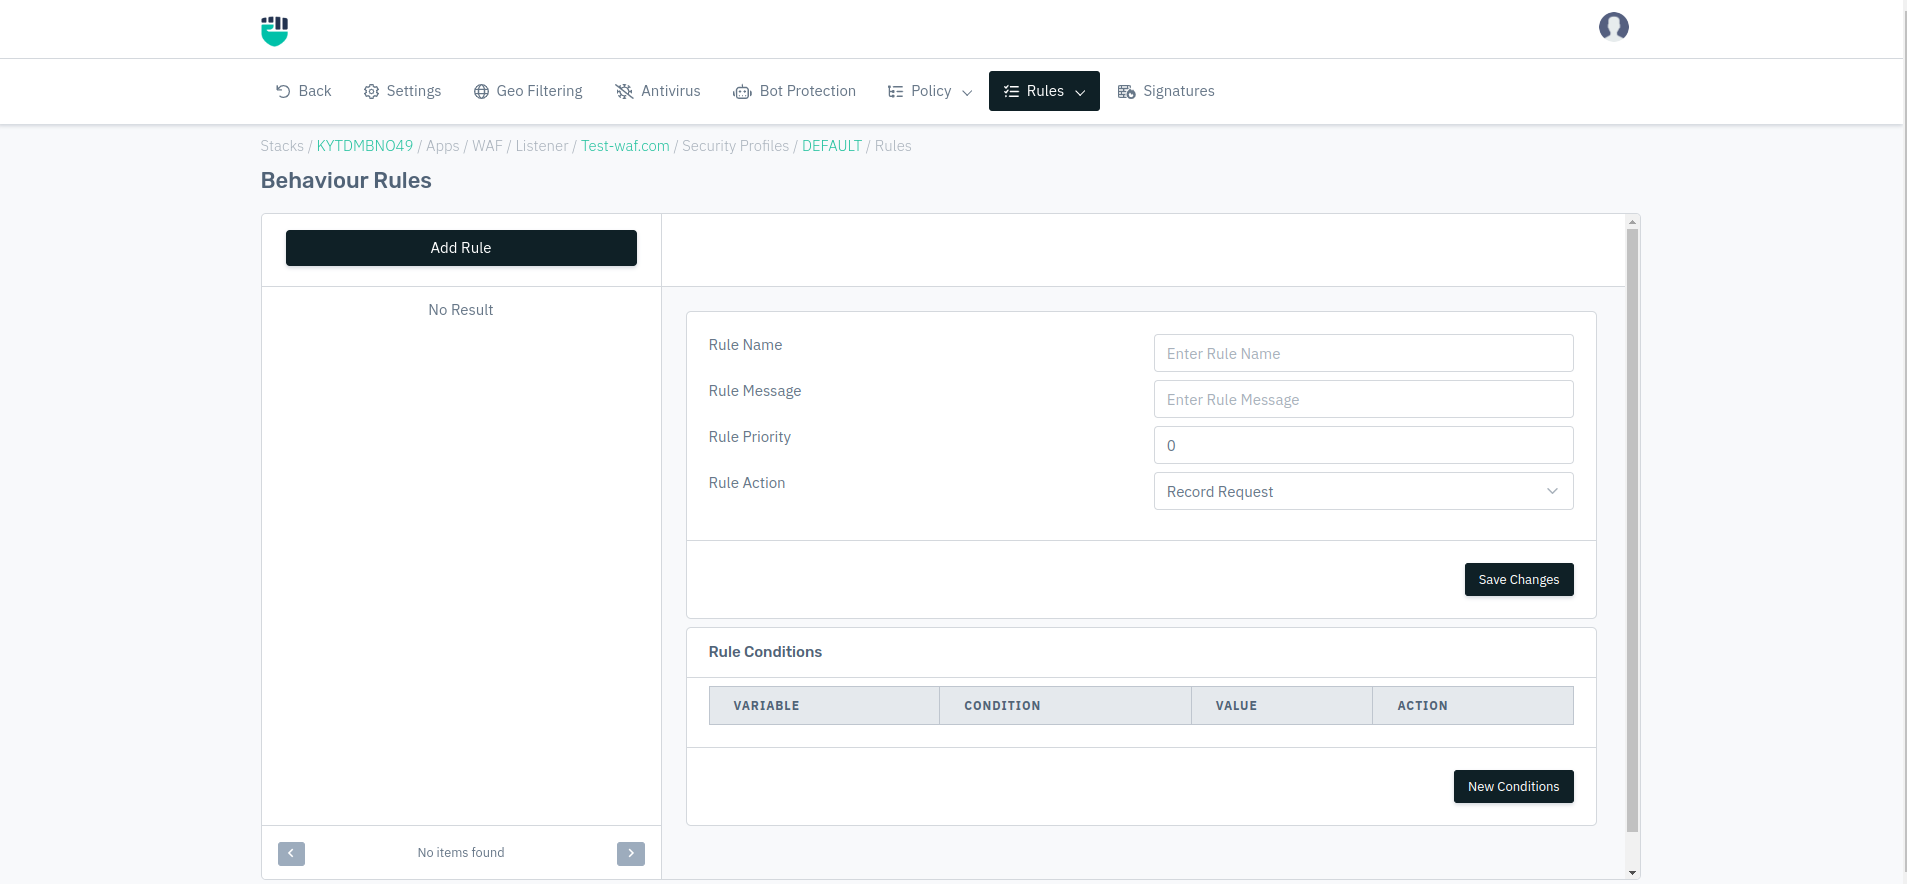 Back Settings Geo Filtering Antivirus Bot Protection Policy Rules Signatures
Stacks / KYTDMBNO49 / Apps / WAF / Listener / Test-waf.com / Security Profiles / DEFAULT / Rules
Behaviour Rules
Add Rule
No Result
Rule Name
Enter Rule Name
Rule Message
Enter Rule Message
Rule Priority
0
Rule Action
Record Request
Save Changes
Rule Conditions
VARIABLE CONDITION VALUE ACTION
New Conditions
No items found